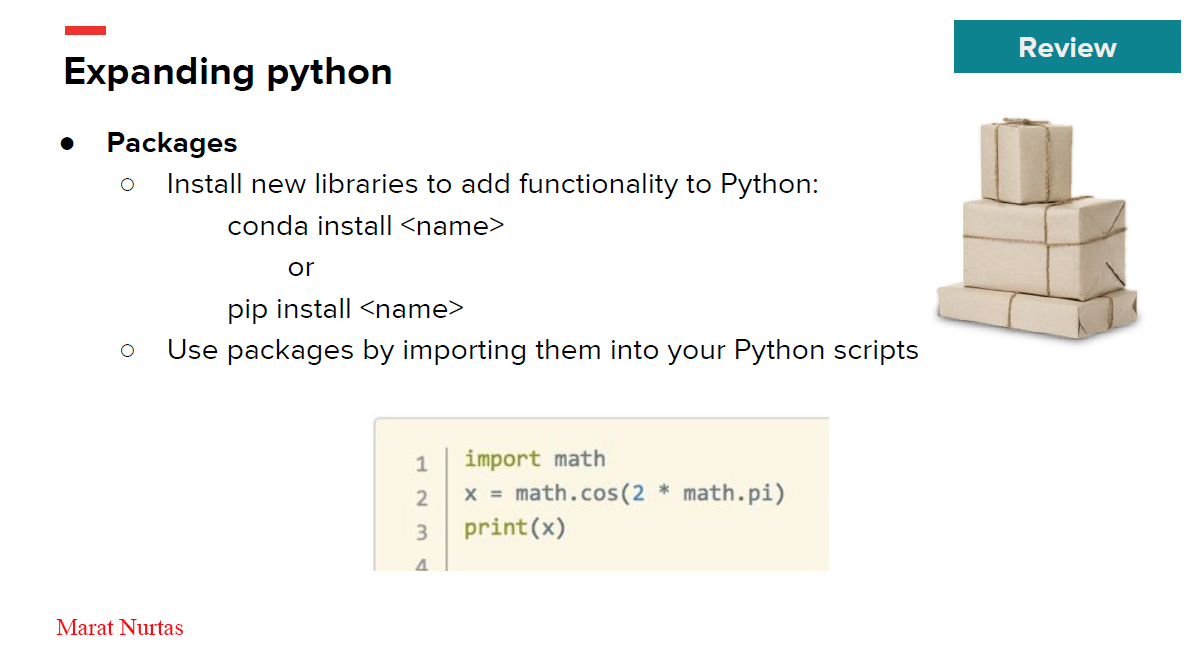 Review
Expanding python
● Packages
○ Install new libraries to add functionality to Python:
conda install <name>
or
pip install <name>
○ Use packages by importing them into your Python scripts
1 import math
2 x = math.cos(2 * math.pi)
3 print(x)
4
Marat Nurtas